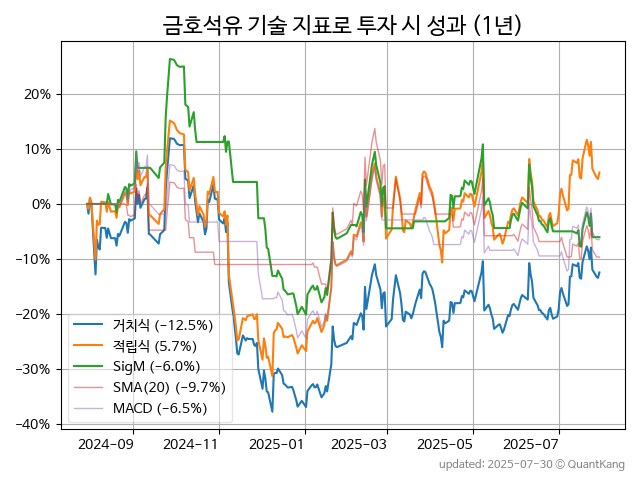 금호석유 기술 지표로 투자 시 성과 (1년)
20%
10%
0%
−10%
−20%
−30%
−40%
거치식 (−12.5%)
적립식 (5.7%)
SigM (−6.0%)
SMA(20) (−9.7%)
MACD (−6.5%)
2024-09 2024-11 2025-01 2025-03 2025-05 2025-07
updated: 2025-07-30 © QuantKang